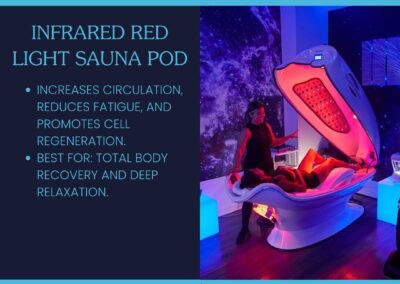 INFRARED RED
LIGHT SAUNA POD
• INCREASES CIRCULATION,
REDUCES FATIGUE, AND
PROMOTES CELL
REGENERATION.
• BEST FOR: TOTAL BODY
RECOVERY AND DEEP
RELAXATION.